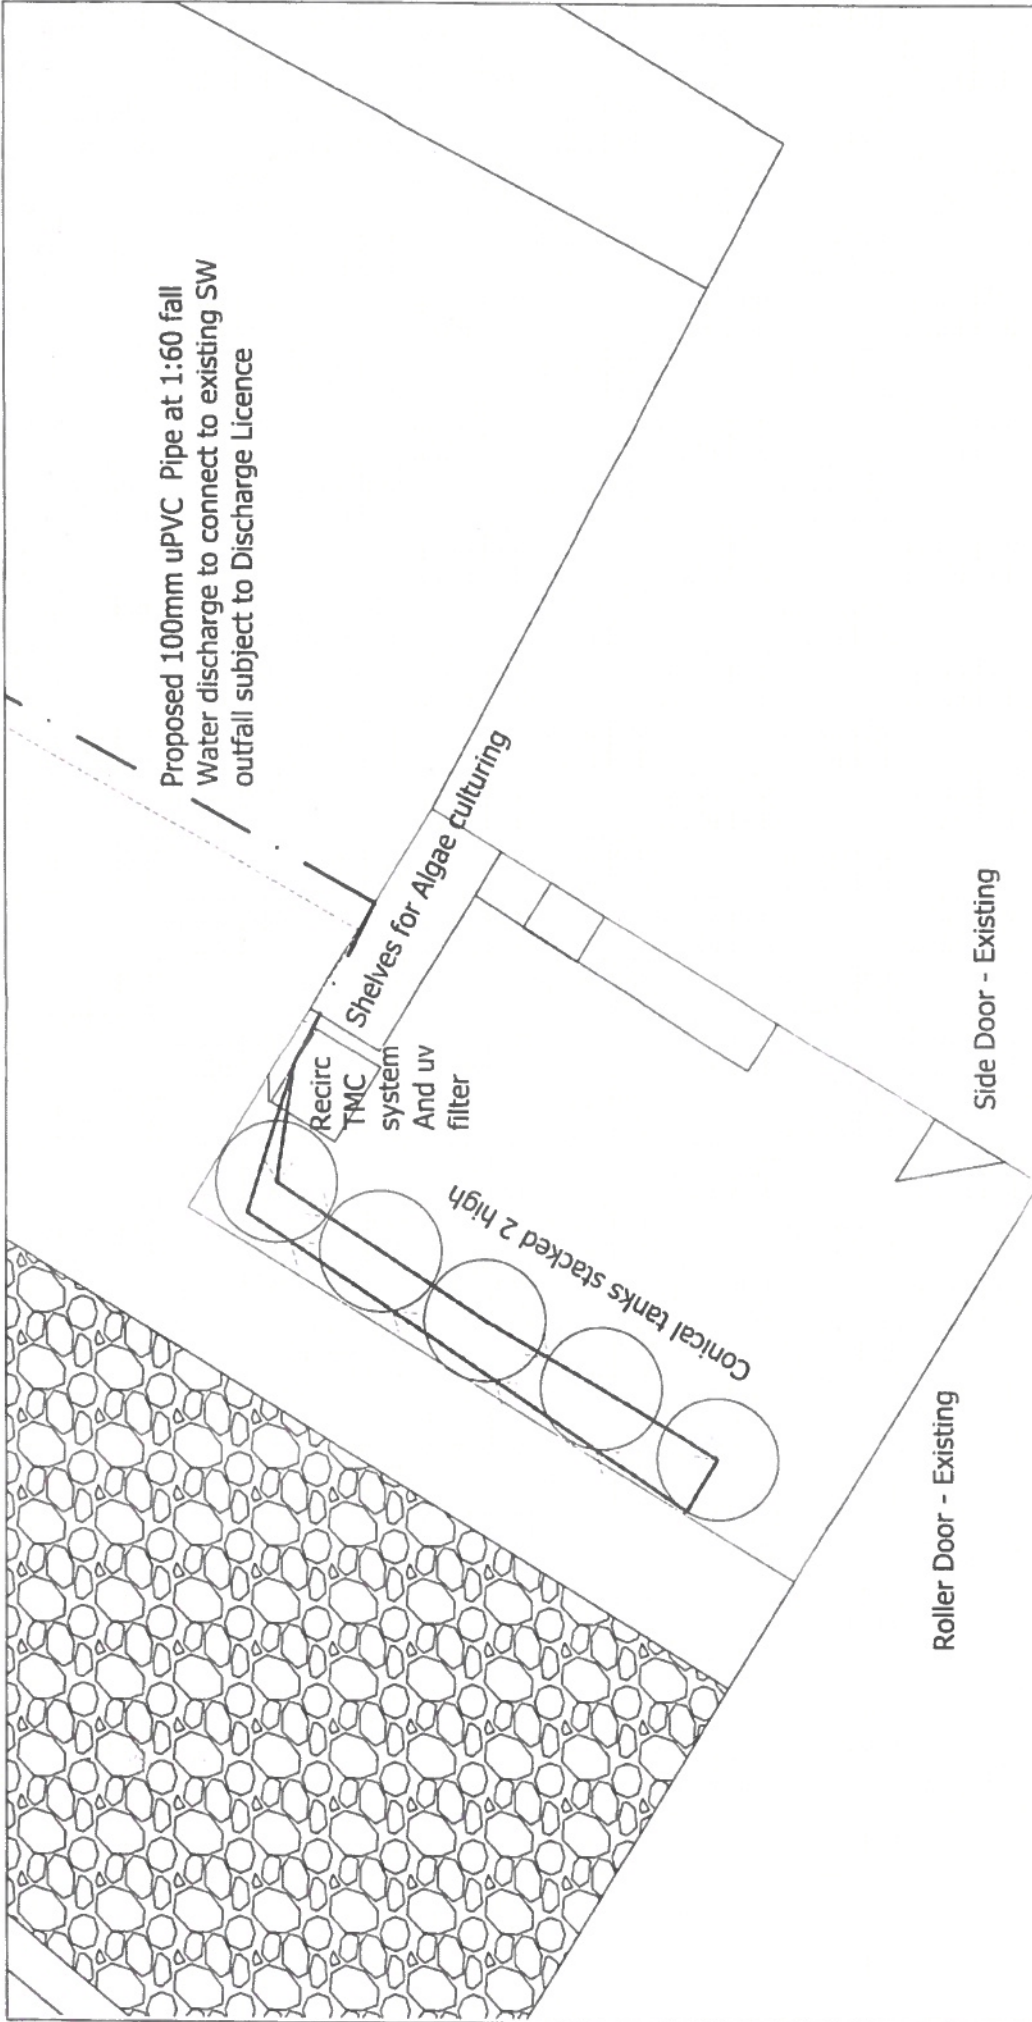 Proposed 100mm uPVC Pipe at 1:60 fall
Water discharge to connect to existing SW
outfall subject to Discharge Licence
Shelves for Algae culturing
Recirc
TMC
system
And uv
filter
Conical tanks stacked 2 high
Side Door - Existing
Roller Door - Existing